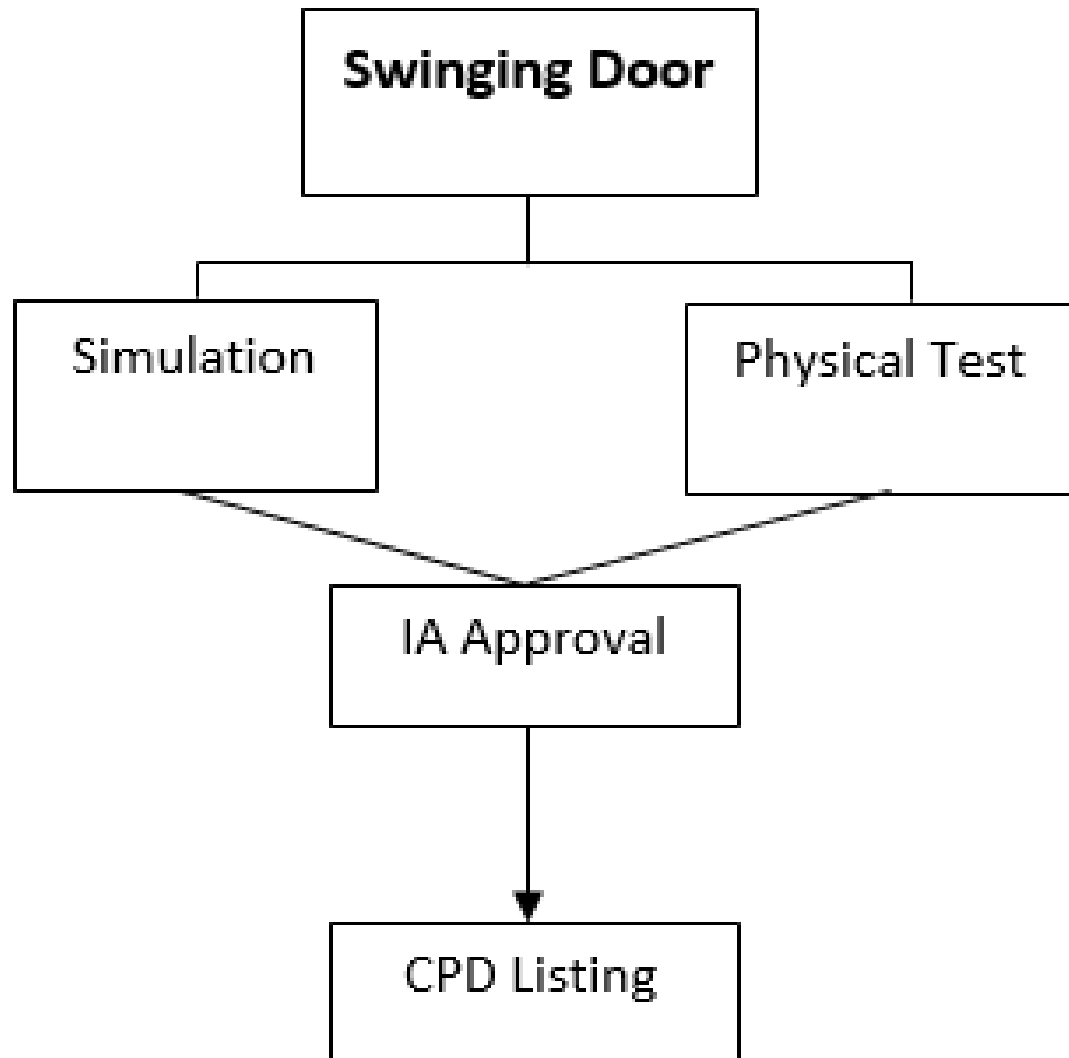 Swinging Door
Simulation
Physical Test
IA Approval
CPD Listing